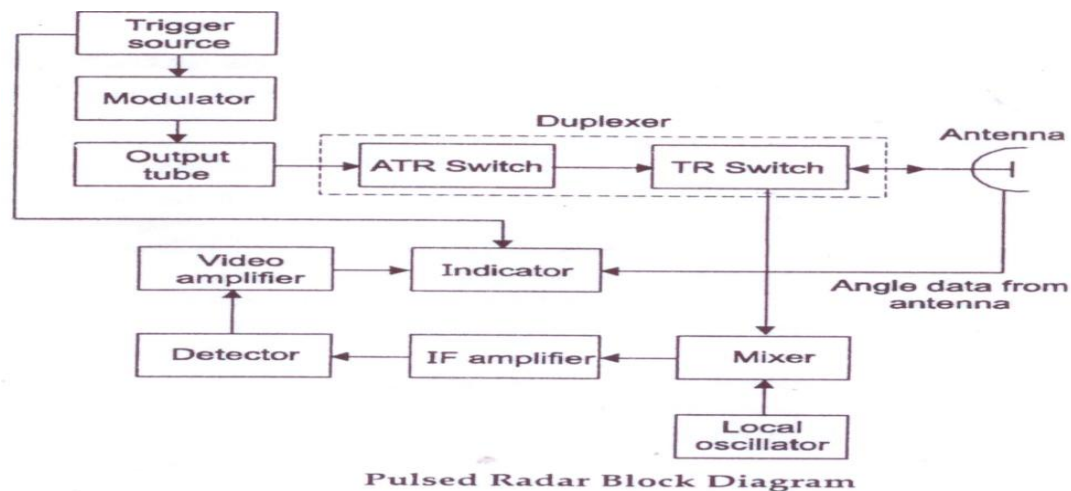 Trigger
source
Modulator
Output
tube
Duplexer
ATR Switch
TR Switch
Antenna
Video
amplifier
Indicator
Angle data from
antenna
Detector
IF amplifier
Mixer
Local
oscillator
Pulsed Radar Block Diagram